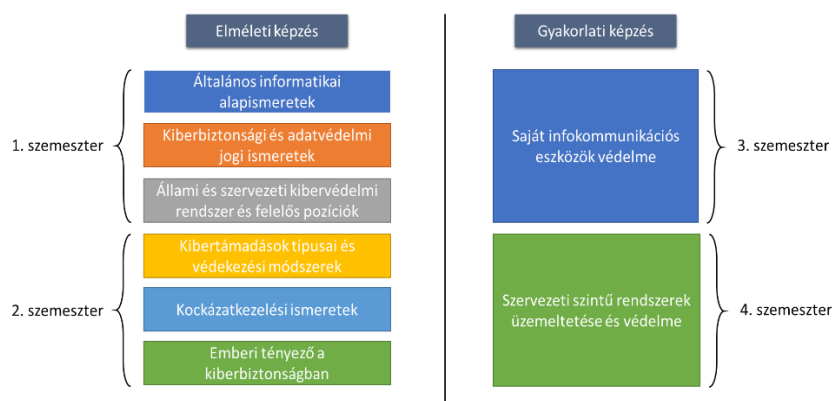 Elméleti képzés
Általános informatikai
alapismeretek
1. szemeszter
Kiberbiztonsági és adatvédelmi
jogi ismeretek
Állami és szervezeti kibervédelmi
rendszer és felelős pozíciók
Kibertámadások típusai és
védekezési módszerek
2. szemeszter
Kockázatkezelési ismeretek
Emberi tényező a
kiberbiztonságban
Gyakorlati képzés
Saját infokommunikációs
eszközök védelme
3. szemeszter
Szervezeti szintű rendszerek
üzemeltetése és védelme
4. szemeszter